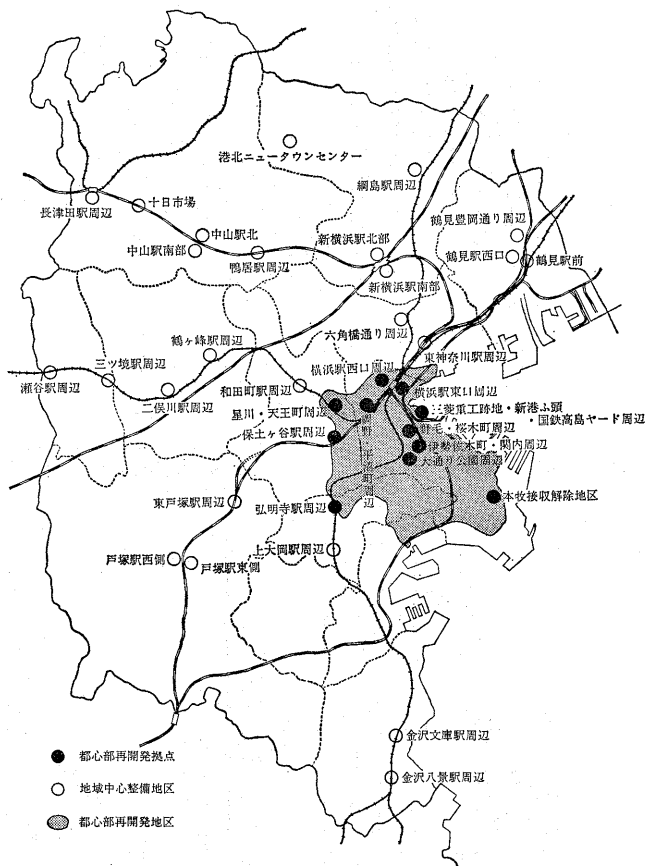 港北ニュータウンセンター
綱島駅周辺
長津田駅周辺
十日市場
中山駅北
中山駅南部
鴨居駅周辺
新横浜駅北部
新横浜駅南部
鶴見豊岡通り周辺
鶴見駅西口
鶴見駅前
六角橋通り周辺
東神奈川駅周辺
鶴ヶ峰駅周辺
三ツ境駅周辺
瀬谷駅周辺
二俣川駅周辺
和田町駅周辺
横浜駅西口周辺
横浜駅東口周辺
星川・天王町周辺
三菱重工跡地・新港ふ頭
・国鉄高島ヤード周辺
野毛・桜木町周辺
保土ヶ谷駅周辺
伊勢佐木町・関内周辺
大通り公園周辺
東戸塚駅周辺
弘明寺駅周辺
本牧接収解除地区
上大岡駅周辺
戸塚駅西側
戸塚駅東側
金沢文庫駅周辺
金沢八景駅周辺
都心部再開発拠点
地域中心整備地区
都心部再開発地区